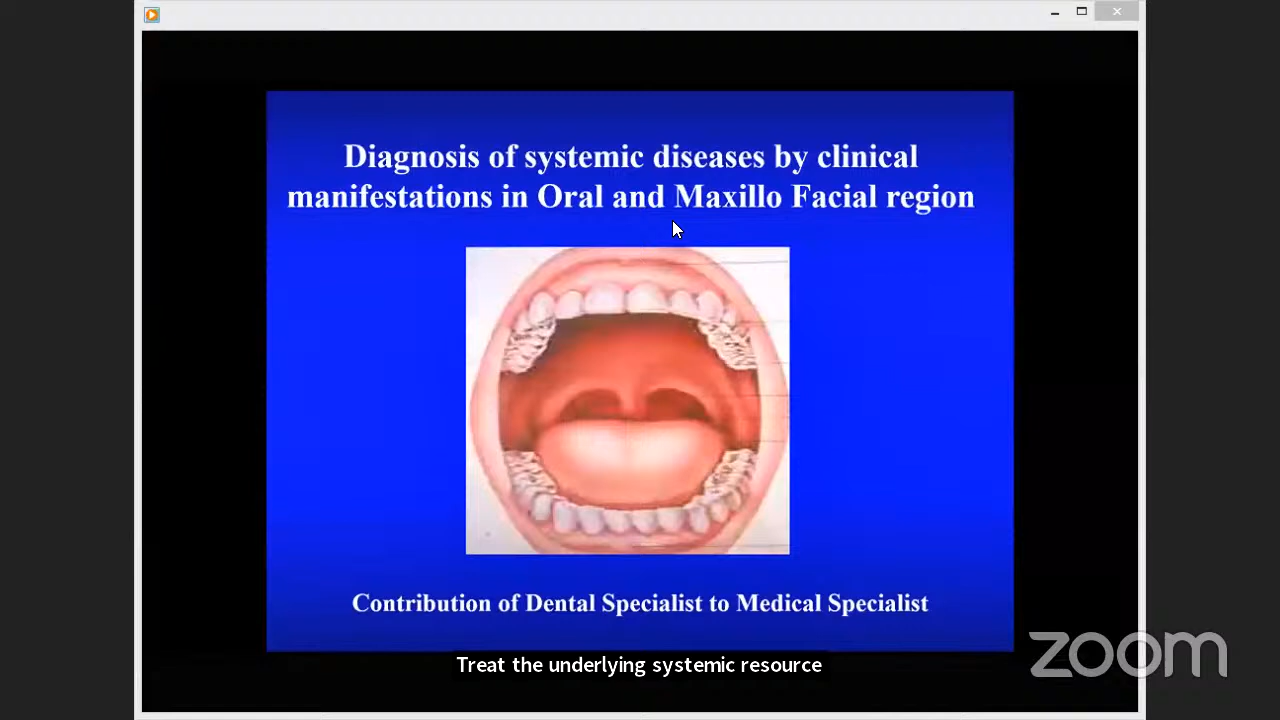 Diagnosis of systemic diseases by clinical
manifestations in Oral and Maxillo Facial region
Contribution of Dental Specialist to Medical Specialist
Treat the underlying systemic resource
zoom